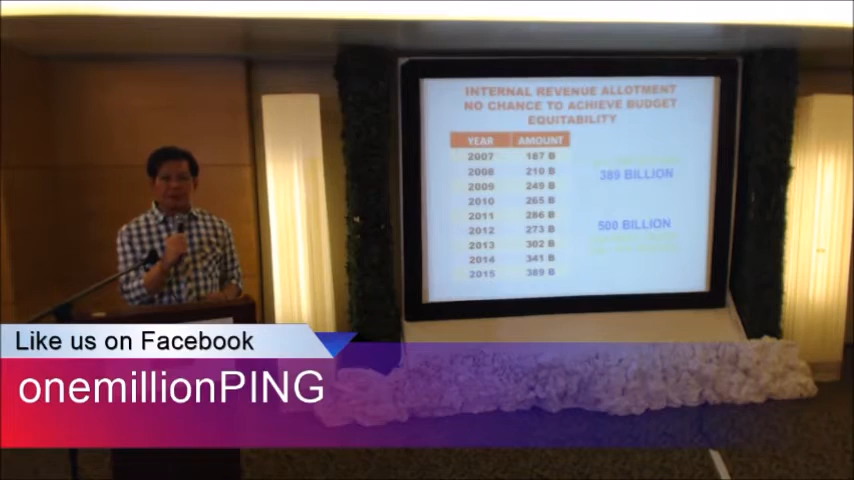 INTERNAL REVENUE ALLOTMENT
NO CHANCE TO ACHIEVE BUDGET
EQUITABILITY
YEAR AMOUNT
2007 187 B
2008 210 B
2009 249 B
2010 265 B
2011 286 B
2012 273 B
2013 302 B
2014 341 B
2015 389 B
389 BILLION
500 BILLION
Like us on Facebook
onemillionPING